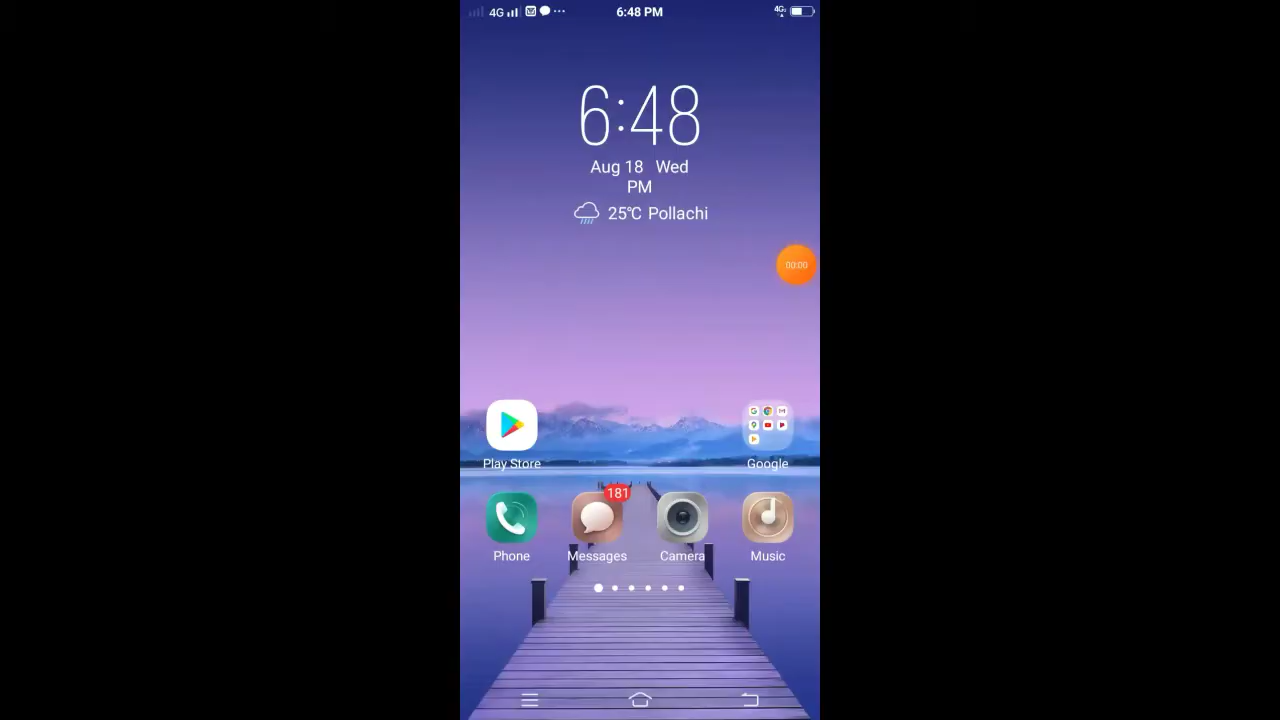 4G
6:48 PM
4G
6:48
Aug 18 Wed
PM
25℃ Pollachi
00:00
Play Store
Google
181
Phone
Messages
Camera
Music